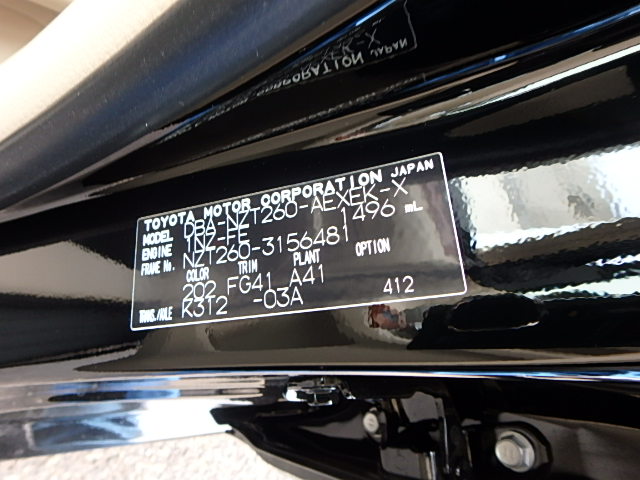 TOYOTA MOTOR CORPORATION JAPAN
MODEL DBA-NZT260-AEXEK-X
ENGINE 1NZ-FE 1496 mL
FRAME No. NZT260-3156481
COLOR TRIM PLANT OPTION
202 FG41 A41
TRANS./AXLE K312 -03A 412